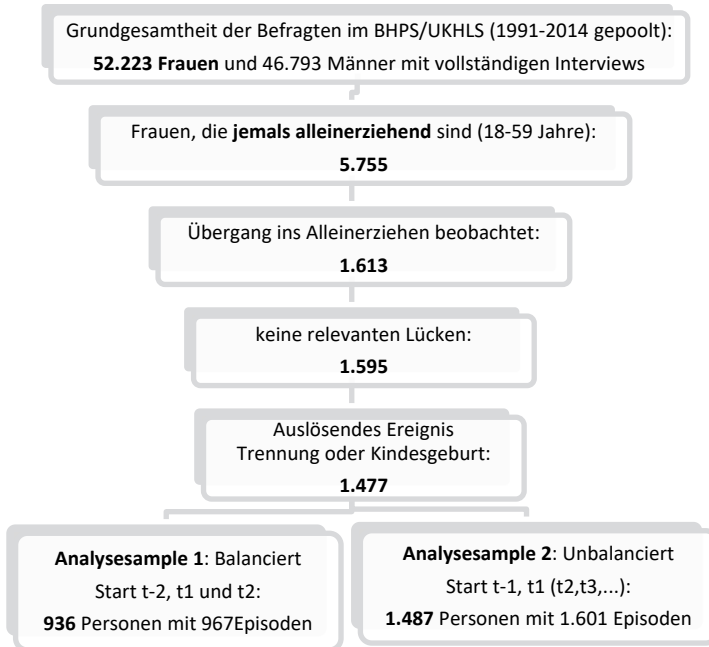 Grundgesamtheit der Befragten im BHPS/UKHLS (1991-2014 gepoolt):
52.223 Frauen und 46.793 Männer mit vollständigen Interviews
Frauen, die jemals alleinerziehend sind (18-59 Jahre):
5.755
Übergang ins Alleinerziehen beobachtet:
1.613
keine relevanten Lücken:
1.595
Auslösendes Ereignis
Trennung oder Kindesgeburt:
1.477
Analysesample 1: Balanciert
Start t-2, t1 und t2:
936 Personen mit 967Episoden
Analysesample 2: Unbalanciert
Start t-1, t1 (t2,t3,...):
1.487 Personen mit 1.601 Episoden